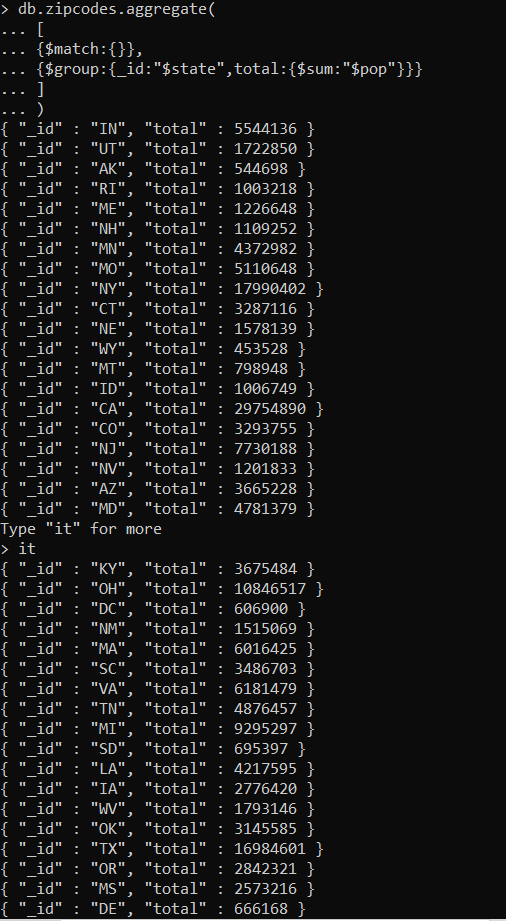 > db.zipcodes.aggregate(
... [
... {$match:{}},
... {$group:{_id:"$state",total:{$sum:"$pop"}}}
... ]
... )
{ "_id" : "IN", "total" : 5544136 }
{ "_id" : "UT", "total" : 1722850 }
{ "_id" : "AK", "total" : 544698 }
{ "_id" : "RI", "total" : 1003218 }
{ "_id" : "ME", "total" : 1226648 }
{ "_id" : "NH", "total" : 1109252 }
{ "_id" : "MN", "total" : 4372982 }
{ "_id" : "MO", "total" : 5110648 }
{ "_id" : "NY", "total" : 17990402 }
{ "_id" : "CT", "total" : 3287116 }
{ "_id" : "NE", "total" : 1578139 }
{ "_id" : "WY", "total" : 453528 }
{ "_id" : "MT", "total" : 798948 }
{ "_id" : "ID", "total" : 1006749 }
{ "_id" : "CA", "total" : 29754890 }
{ "_id" : "CO", "total" : 3293755 }
{ "_id" : "NJ", "total" : 7730188 }
{ "_id" : "NV", "total" : 1201833 }
{ "_id" : "AZ", "total" : 3665228 }
{ "_id" : "MD", "total" : 4781379 }
Type "it" for more
> it
{ "_id" : "KY", "total" : 3675484 }
{ "_id" : "OH", "total" : 10846517 }
{ "_id" : "DC", "total" : 606900 }
{ "_id" : "NM", "total" : 1515069 }
{ "_id" : "MA", "total" : 6016425 }
{ "_id" : "SC", "total" : 3486703 }
{ "_id" : "VA", "total" : 6181479 }
{ "_id" : "TN", "total" : 4876457 }
{ "_id" : "MI", "total" : 9295297 }
{ "_id" : "SD", "total" : 695397 }
{ "_id" : "LA", "total" : 4217595 }
{ "_id" : "IA", "total" : 2776420 }
{ "_id" : "WV", "total" : 1793146 }
{ "_id" : "OK", "total" : 3145585 }
{ "_id" : "TX", "total" : 16984601 }
{ "_id" : "OR", "total" : 2842321 }
{ "_id" : "MS", "total" : 2573216 }
{ "_id" : "DE", "total" : 666168 }